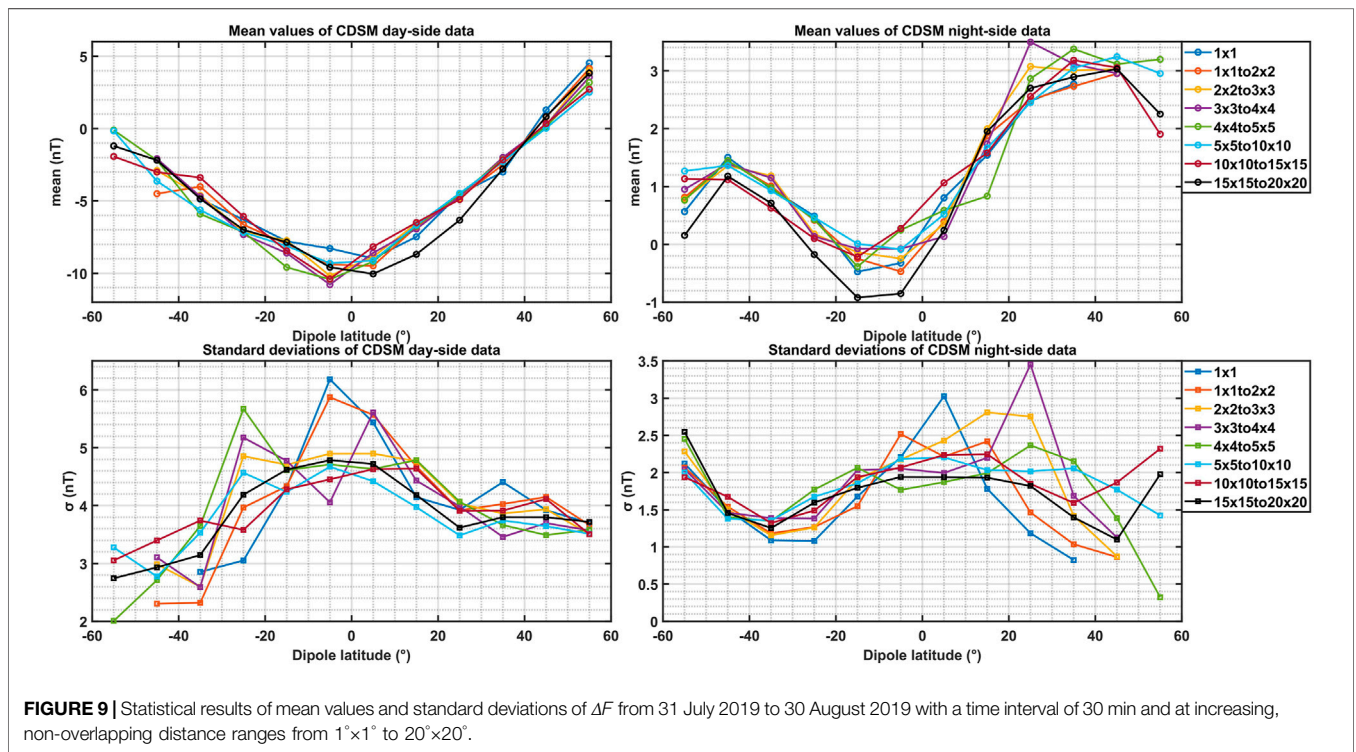 Mean values of CDSM day-side data
5
0
-5
-10
mean (nT)
-60 -40 -20 0 20 40 60
Dipole latitude (°)
Mean values of CDSM night-side data
3
2
1
0
-1
mean (nT)
-60 -40 -20 0 20 40 60
Dipole latitude (°)
1x1
1x1to2x2
2x2to3x3
3x3to4x4
4x4to5x5
5x5to10x10
10x10to15x15
15x15to20x20
Standard deviations of CDSM day-side data
6
5
4
3
2
σ (nT)
-60 -40 -20 0 20 40 60
Dipole latitude (°)
Standard deviations of CDSM night-side data
3.5
3
2.5
2
1.5
1
0.5
0
σ (nT)
-60 -40 -20 0 20 40 60
Dipole latitude (°)
1x1
1x1to2x2
2x2to3x3
3x3to4x4
4x4to5x5
5x5to10x10
10x10to15x15
15x15to20x20
FIGURE 9 | Statistical results of mean values and standard deviations of ΔF from 31 July 2019 to 30 August 2019 with a time interval of 30 min and at increasing,
non-overlapping distance ranges from 1°×1° to 20°×20°.